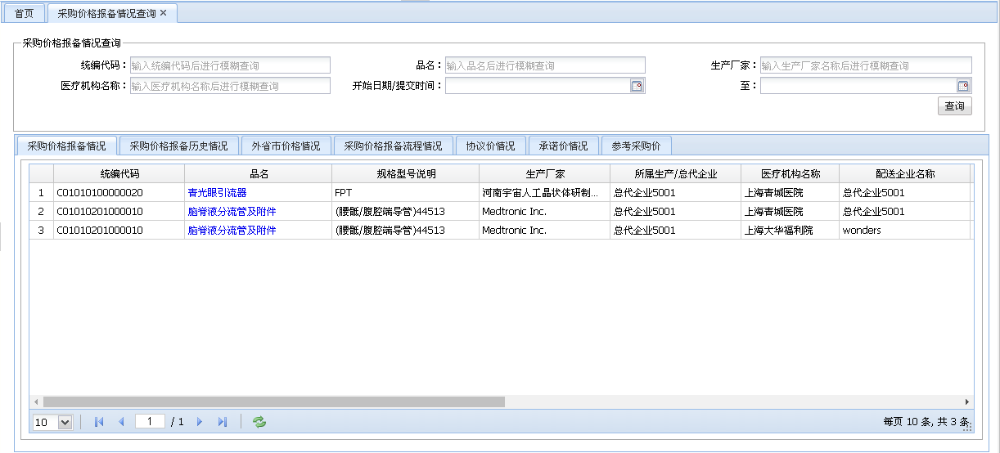 首页 采购价格报备情况查询 ×
采购价格报备情况查询
统编代码： 输入统编代码后进行模糊查询 品名： 输入品名后进行模糊查询 生产厂家： 输入生产厂家名称后进行模糊查询
医疗机构名称： 输入医疗机构名称后进行模糊查询 开始日期/提交时间： 至：
查询
采购价格报备情况 采购价格报备历史情况 外省市价格情况 采购价格报备流程情况 协议价情况 承诺价情况 参考采购价
统编代码 品名 规格型号说明 生产厂家 所属生产/总代企业 医疗机构名称 配送企业名称
1 C01010100000020 青光眼引流器 FPT 河南宇宙人工晶状体研制... 总代企业5001 上海青城医院 总代企业5001
2 C01010201000010 脑脊液分流管及附件 (腰骶/腹腔端导管)44513 Medtronic Inc. 总代企业5001 上海青城医院 总代企业5001
3 C01010201000010 脑脊液分流管及附件 (腰骶/腹腔端导管)44513 Medtronic Inc. 总代企业5001 上海大华福利院 wonders
10 1 / 1 每页 10 条, 共 3 条